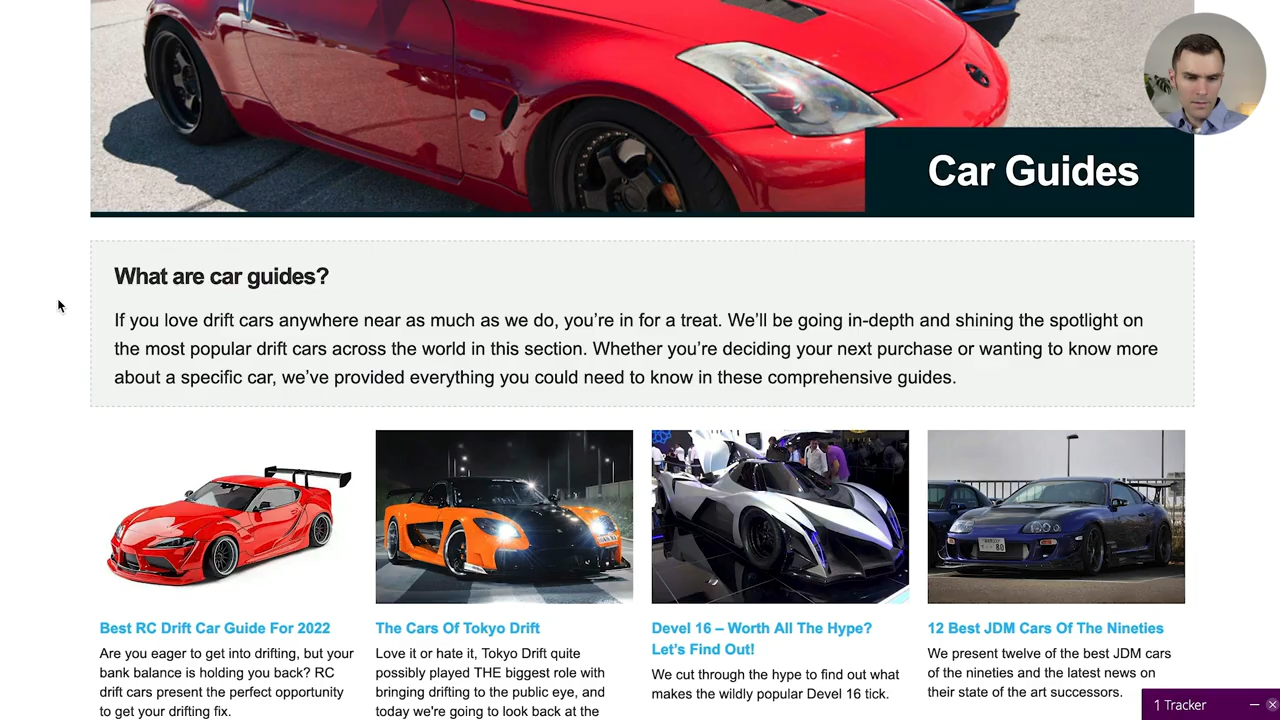 Car Guides
What are car guides?
If you love drift cars anywhere near as much as we do, you’re in for a treat. We’ll be going in-depth and shining the spotlight on
the most popular drift cars across the world in this section. Whether you’re deciding your next purchase or wanting to know more
about a specific car, we’ve provided everything you could need to know in these comprehensive guides.
Best RC Drift Car Guide For 2022
Are you eager to get into drifting, but your
bank balance is holding you back? RC
drift cars present the perfect opportunity
to get your drifting fix.
The Cars Of Tokyo Drift
Love it or hate it, Tokyo Drift quite
possibly played THE biggest role with
bringing drifting to the public eye, and
today we're going to look back at the
Devel 16 – Worth All The Hype?
Let’s Find Out!
We cut through the hype to find out what
makes the wildly popular Devel 16 tick.
12 Best JDM Cars Of The Nineties
We present twelve of the best JDM cars
of the nineties and the latest news on
their state of the art successors.
1 Tracker